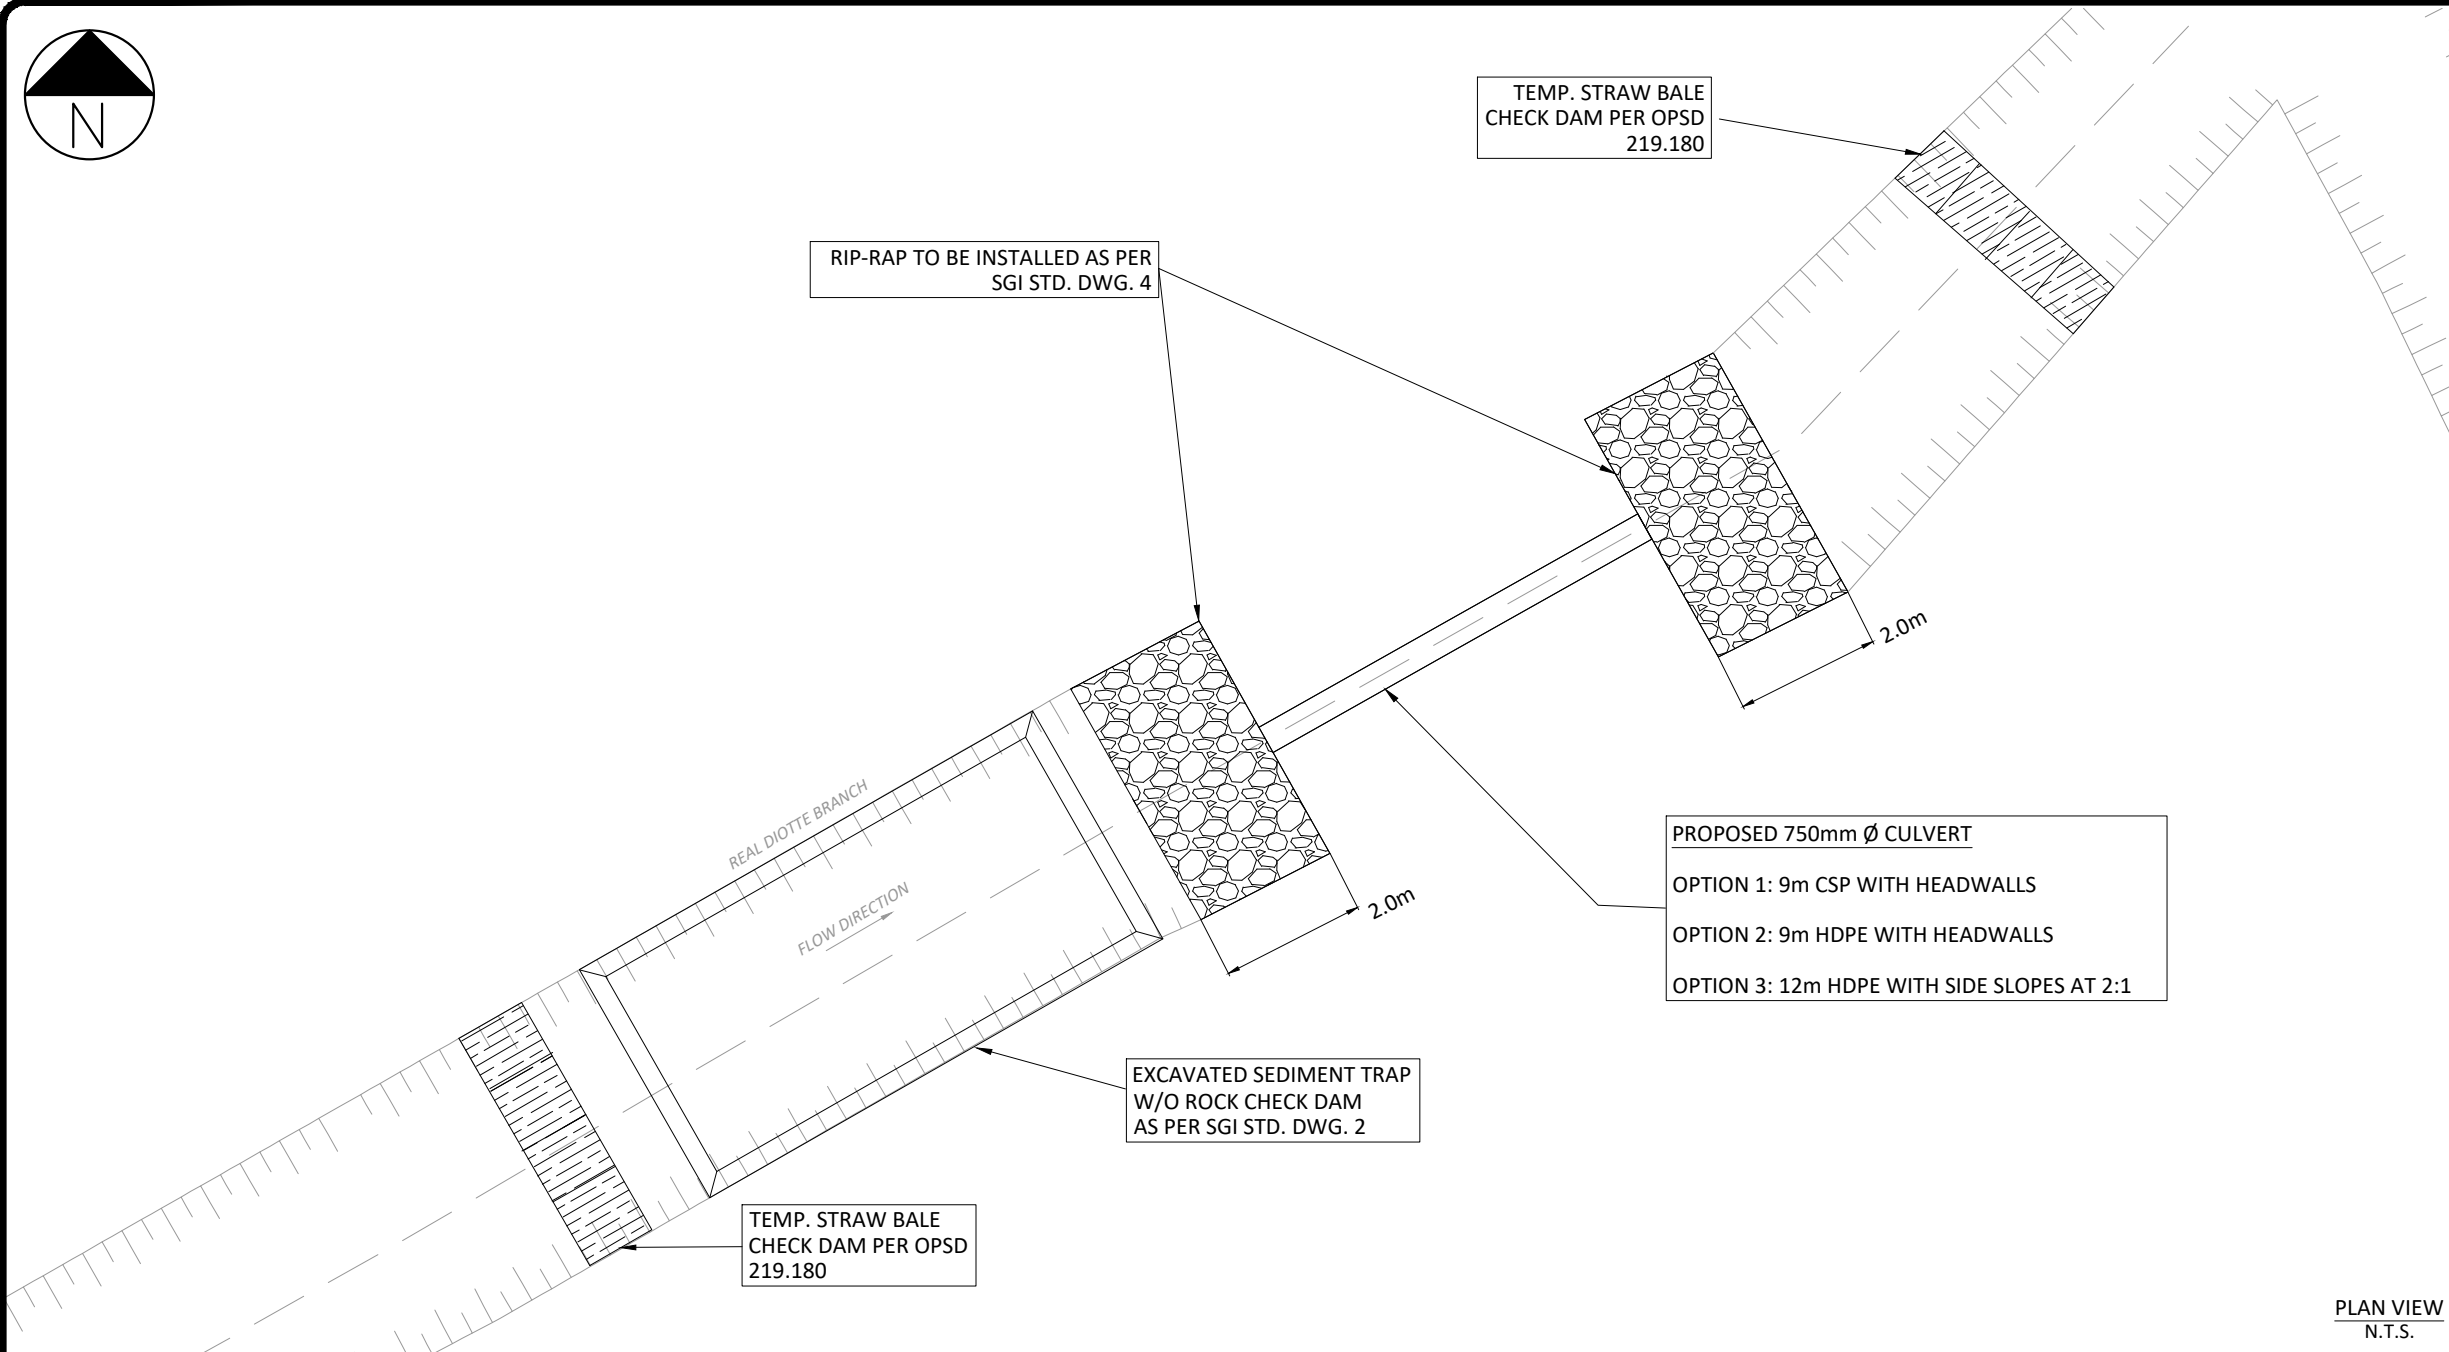 N
TEMP. STRAW BALE
CHECK DAM PER OPSD
219.180
RIP-RAP TO BE INSTALLED AS PER
SGI STD. DWG. 4
2.0m
REAL DIOTTE BRANCH
FLOW DIRECTION
2.0m
PROPOSED 750mm Ø CULVERT
OPTION 1: 9m CSP WITH HEADWALLS
OPTION 2: 9m HDPE WITH HEADWALLS
OPTION 3: 12m HDPE WITH SIDE SLOPES AT 2:1
EXCAVATED SEDIMENT TRAP
W/O ROCK CHECK DAM
AS PER SGI STD. DWG. 2
TEMP. STRAW BALE
CHECK DAM PER OPSD
219.180
PLAN VIEW
N.T.S.